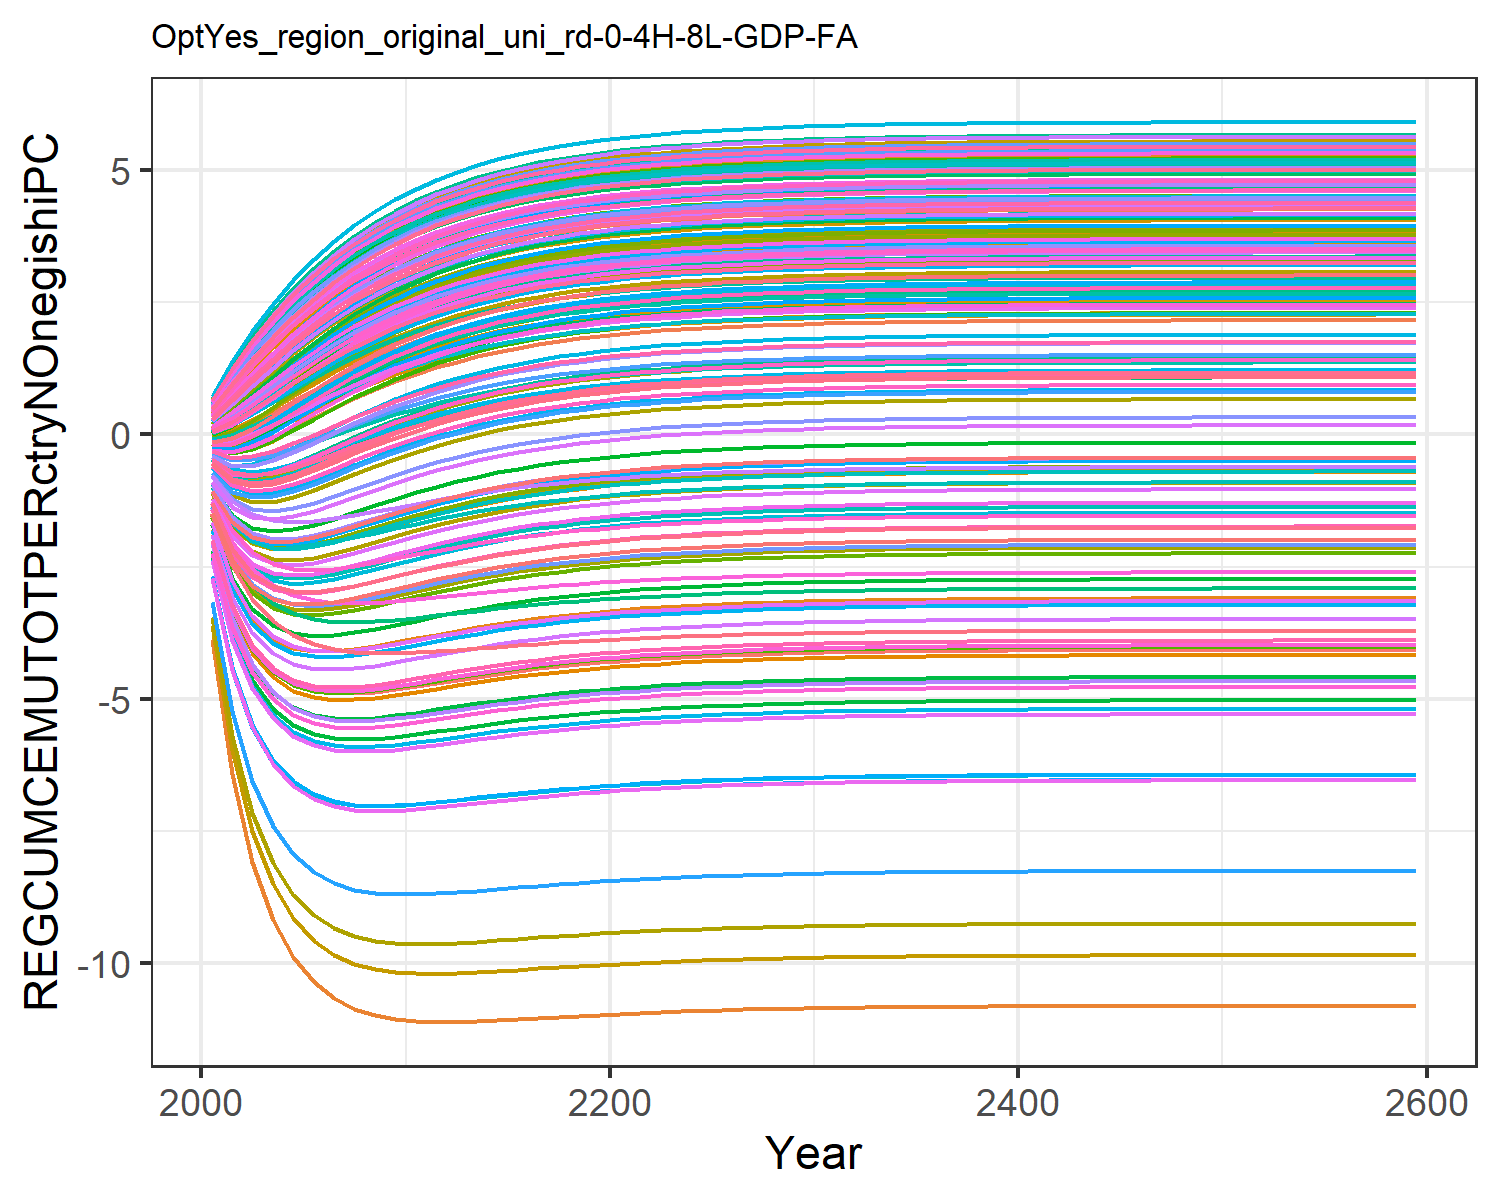 OptYes_region_original_uni_rd-0-4H-8L-GDP-FA
REGCUMCEMUTOTPERctryNOnegishiPC
5
0
-5
-10
2000
2200
2400
2600
Year